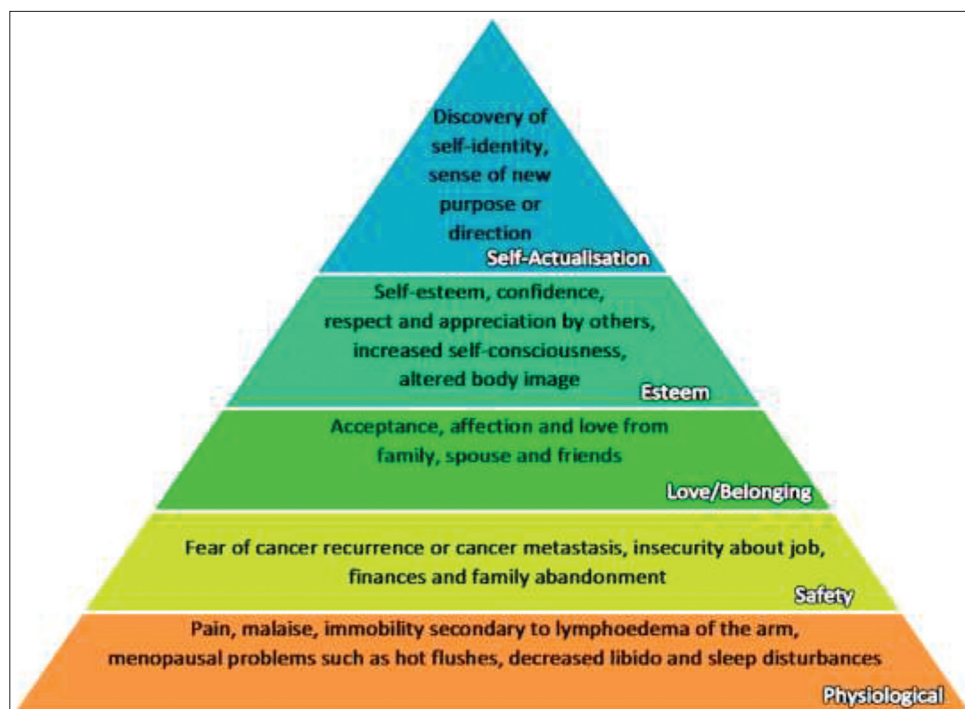 Discovery of
self-identity,
sense of new
purpose or
direction
Self-Actualisation
Self-esteem, confidence,
respect and appreciation by others,
increased self-consciousness,
altered body image
Esteem
Acceptance, affection and love from
family, spouse and friends
Love/Belonging
Fear of cancer recurrence or cancer metastasis, insecurity about job,
finances and family abandonment
Safety
Pain, malaise, immobility secondary to lymphoedema of the arm,
menopausal problems such as hot flushes, decreased libido and sleep disturbances
Physiological